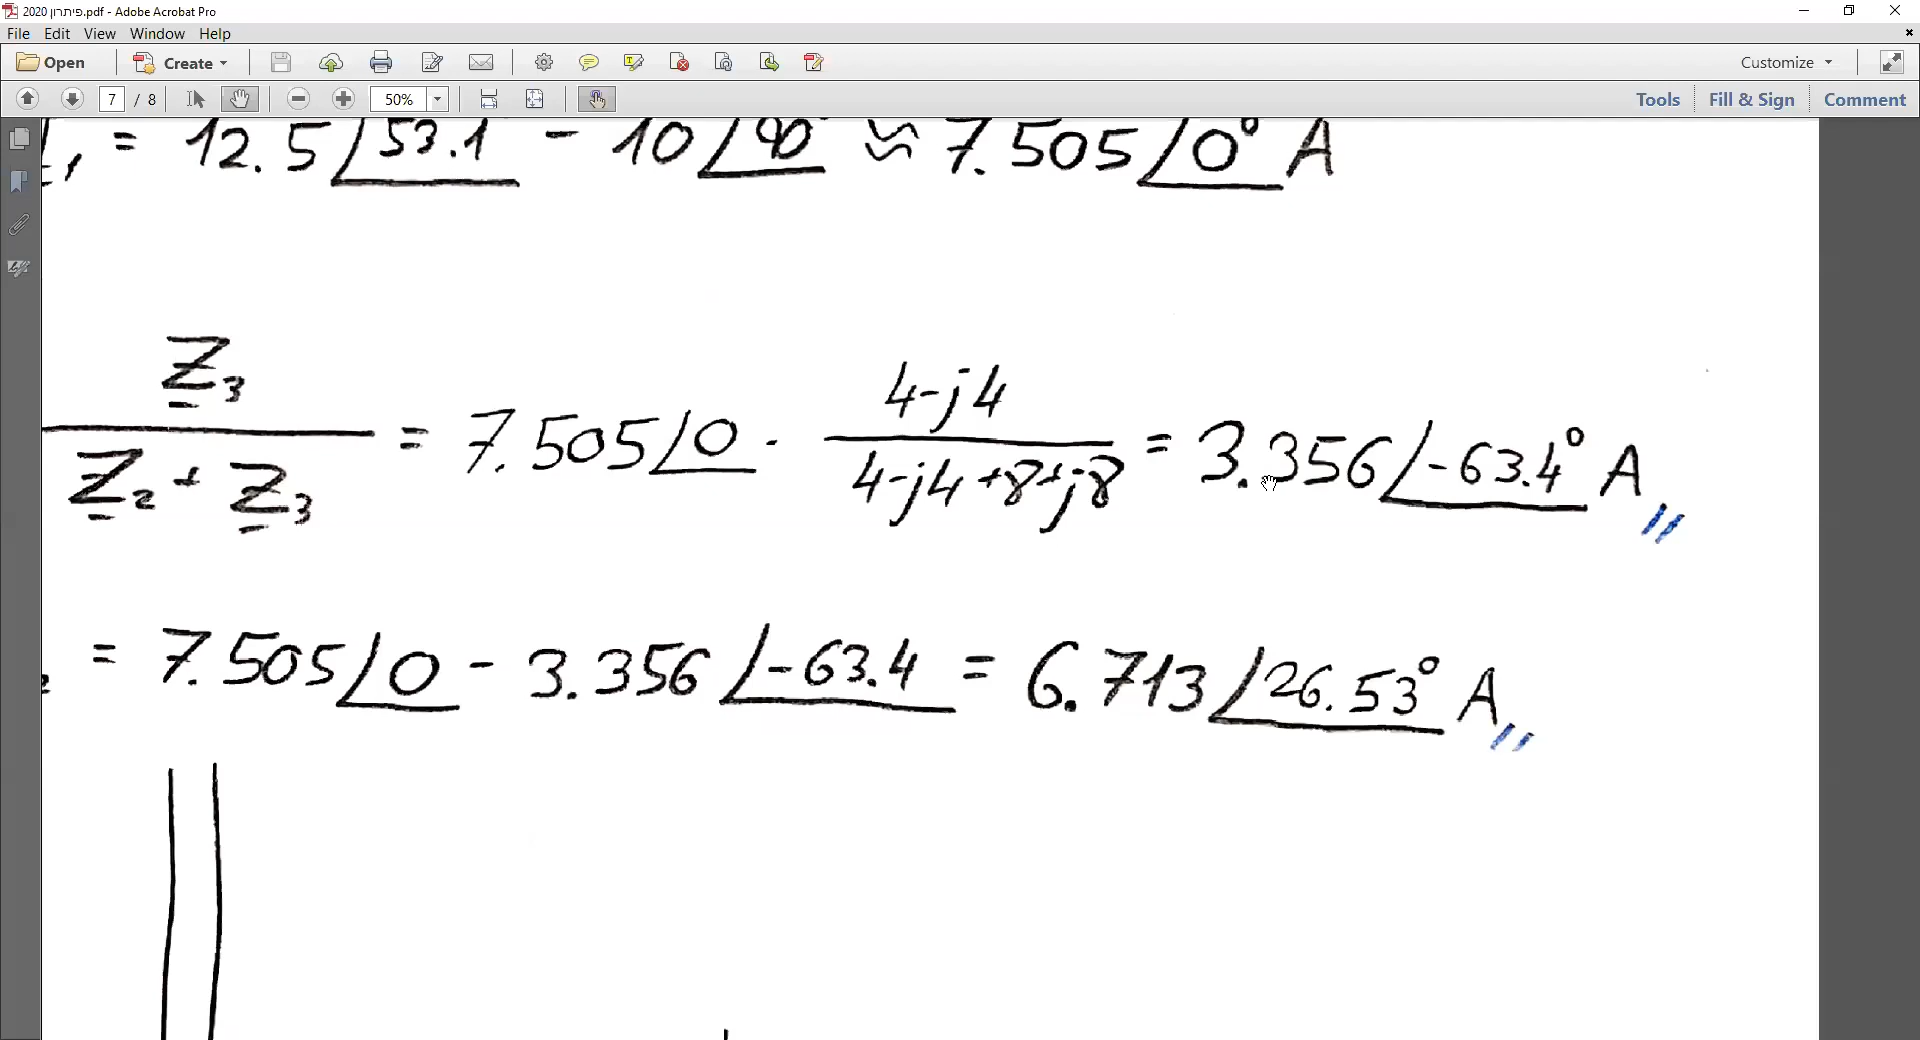 2020 פיתרון.pdf - Adobe Acrobat Pro
File Edit View Window Help
Open Create Customize
7 / 8 50% Tools Fill & Sign Comment
I₁ = 12.5∠53.1° - 10∠90° ≈ 7.505∠0° A
Z₃ / (Z₂ + Z₃) = 7.505∠0 · (4-j4) / (4-j4+8+j8) = 3.356∠-63.4° A
₂ = 7.505∠0 - 3.356∠-63.4 = 6.713∠26.53° A